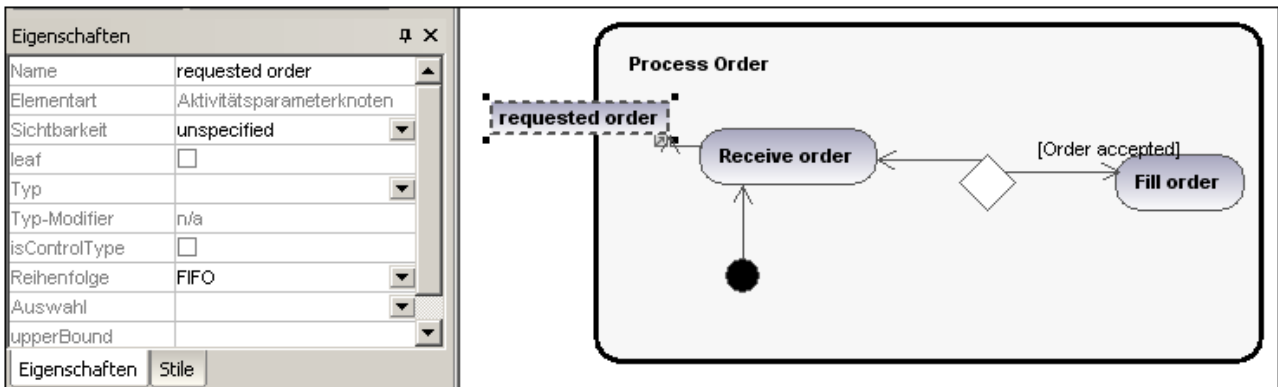 Eigenschaften
Name requested order
Elementart Aktivitätsparameterknoten
Sichtbarkeit unspecified
leaf
Typ
Typ-Modifier n/a
isControlType
Reihenfolge FIFO
Auswahl
upperBound
Eigenschaften Stile
Process Order
requested order
Receive order
[Order accepted]
Fill order